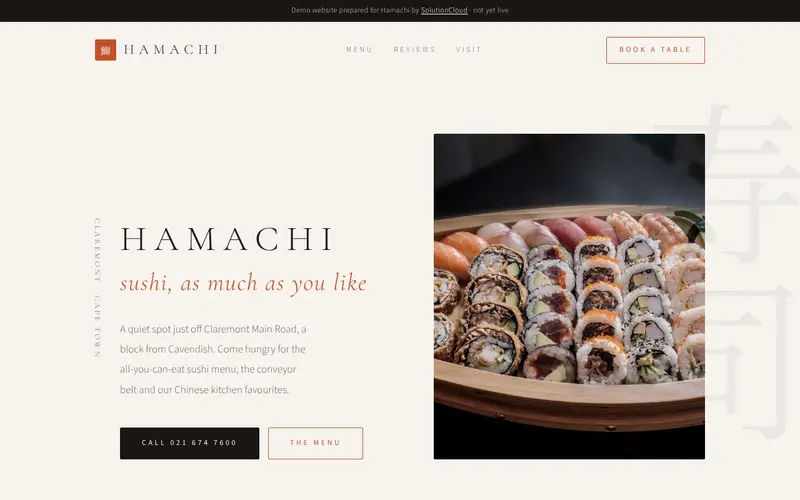 Demo website prepared for Hamachi by SolutionCloud · not yet live
HAMACHI
MENU
REVIEWS
VISIT
BOOK A TABLE
寿司
CLAREMONT · CAPE TOWN
HAMACHI
sushi, as much as you like
A quiet spot just off Claremont Main Road, a
block from Cavendish. Come hungry for the
all-you-can-eat sushi menu, the conveyor
belt and our Chinese kitchen favourites.
CALL 021 674 7600
THE MENU